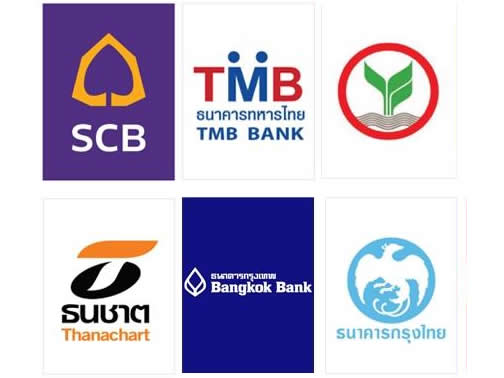 SCB
TMB
ธนาคารทหารไทย
TMB BANK
ธนชาต
Thanachart
ธนาคารกรุงเทพ
Bangkok Bank
ธนาคารกรุงไทย